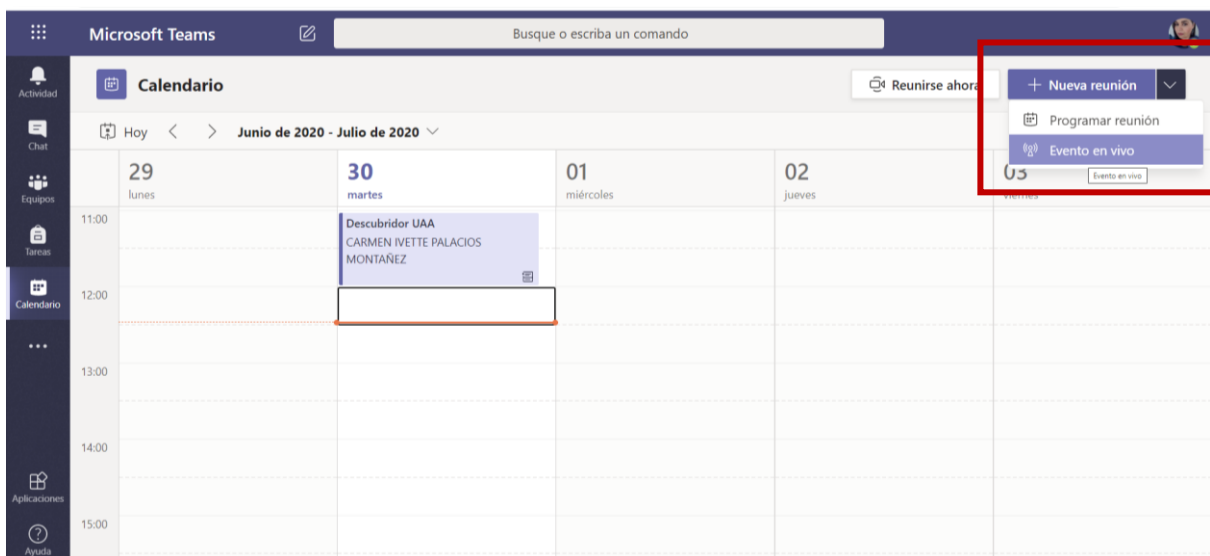 Microsoft Teams
Busque o escriba un comando
Actividad
Chat
Equipos
Tareas
Calendario
Aplicaciones
Ayuda
Calendario
Reunirse ahora
Nueva reunión
Programar reunión
Evento en vivo
Evento en vivo
Hoy
Junio de 2020 - Julio de 2020
29
lunes
30
martes
01
miércoles
02
jueves
03
viernes
11:00
Descubridor UAA
CARMEN IVETTE PALACIOS
MONTAÑEZ
12:00
13:00
14:00
15:00